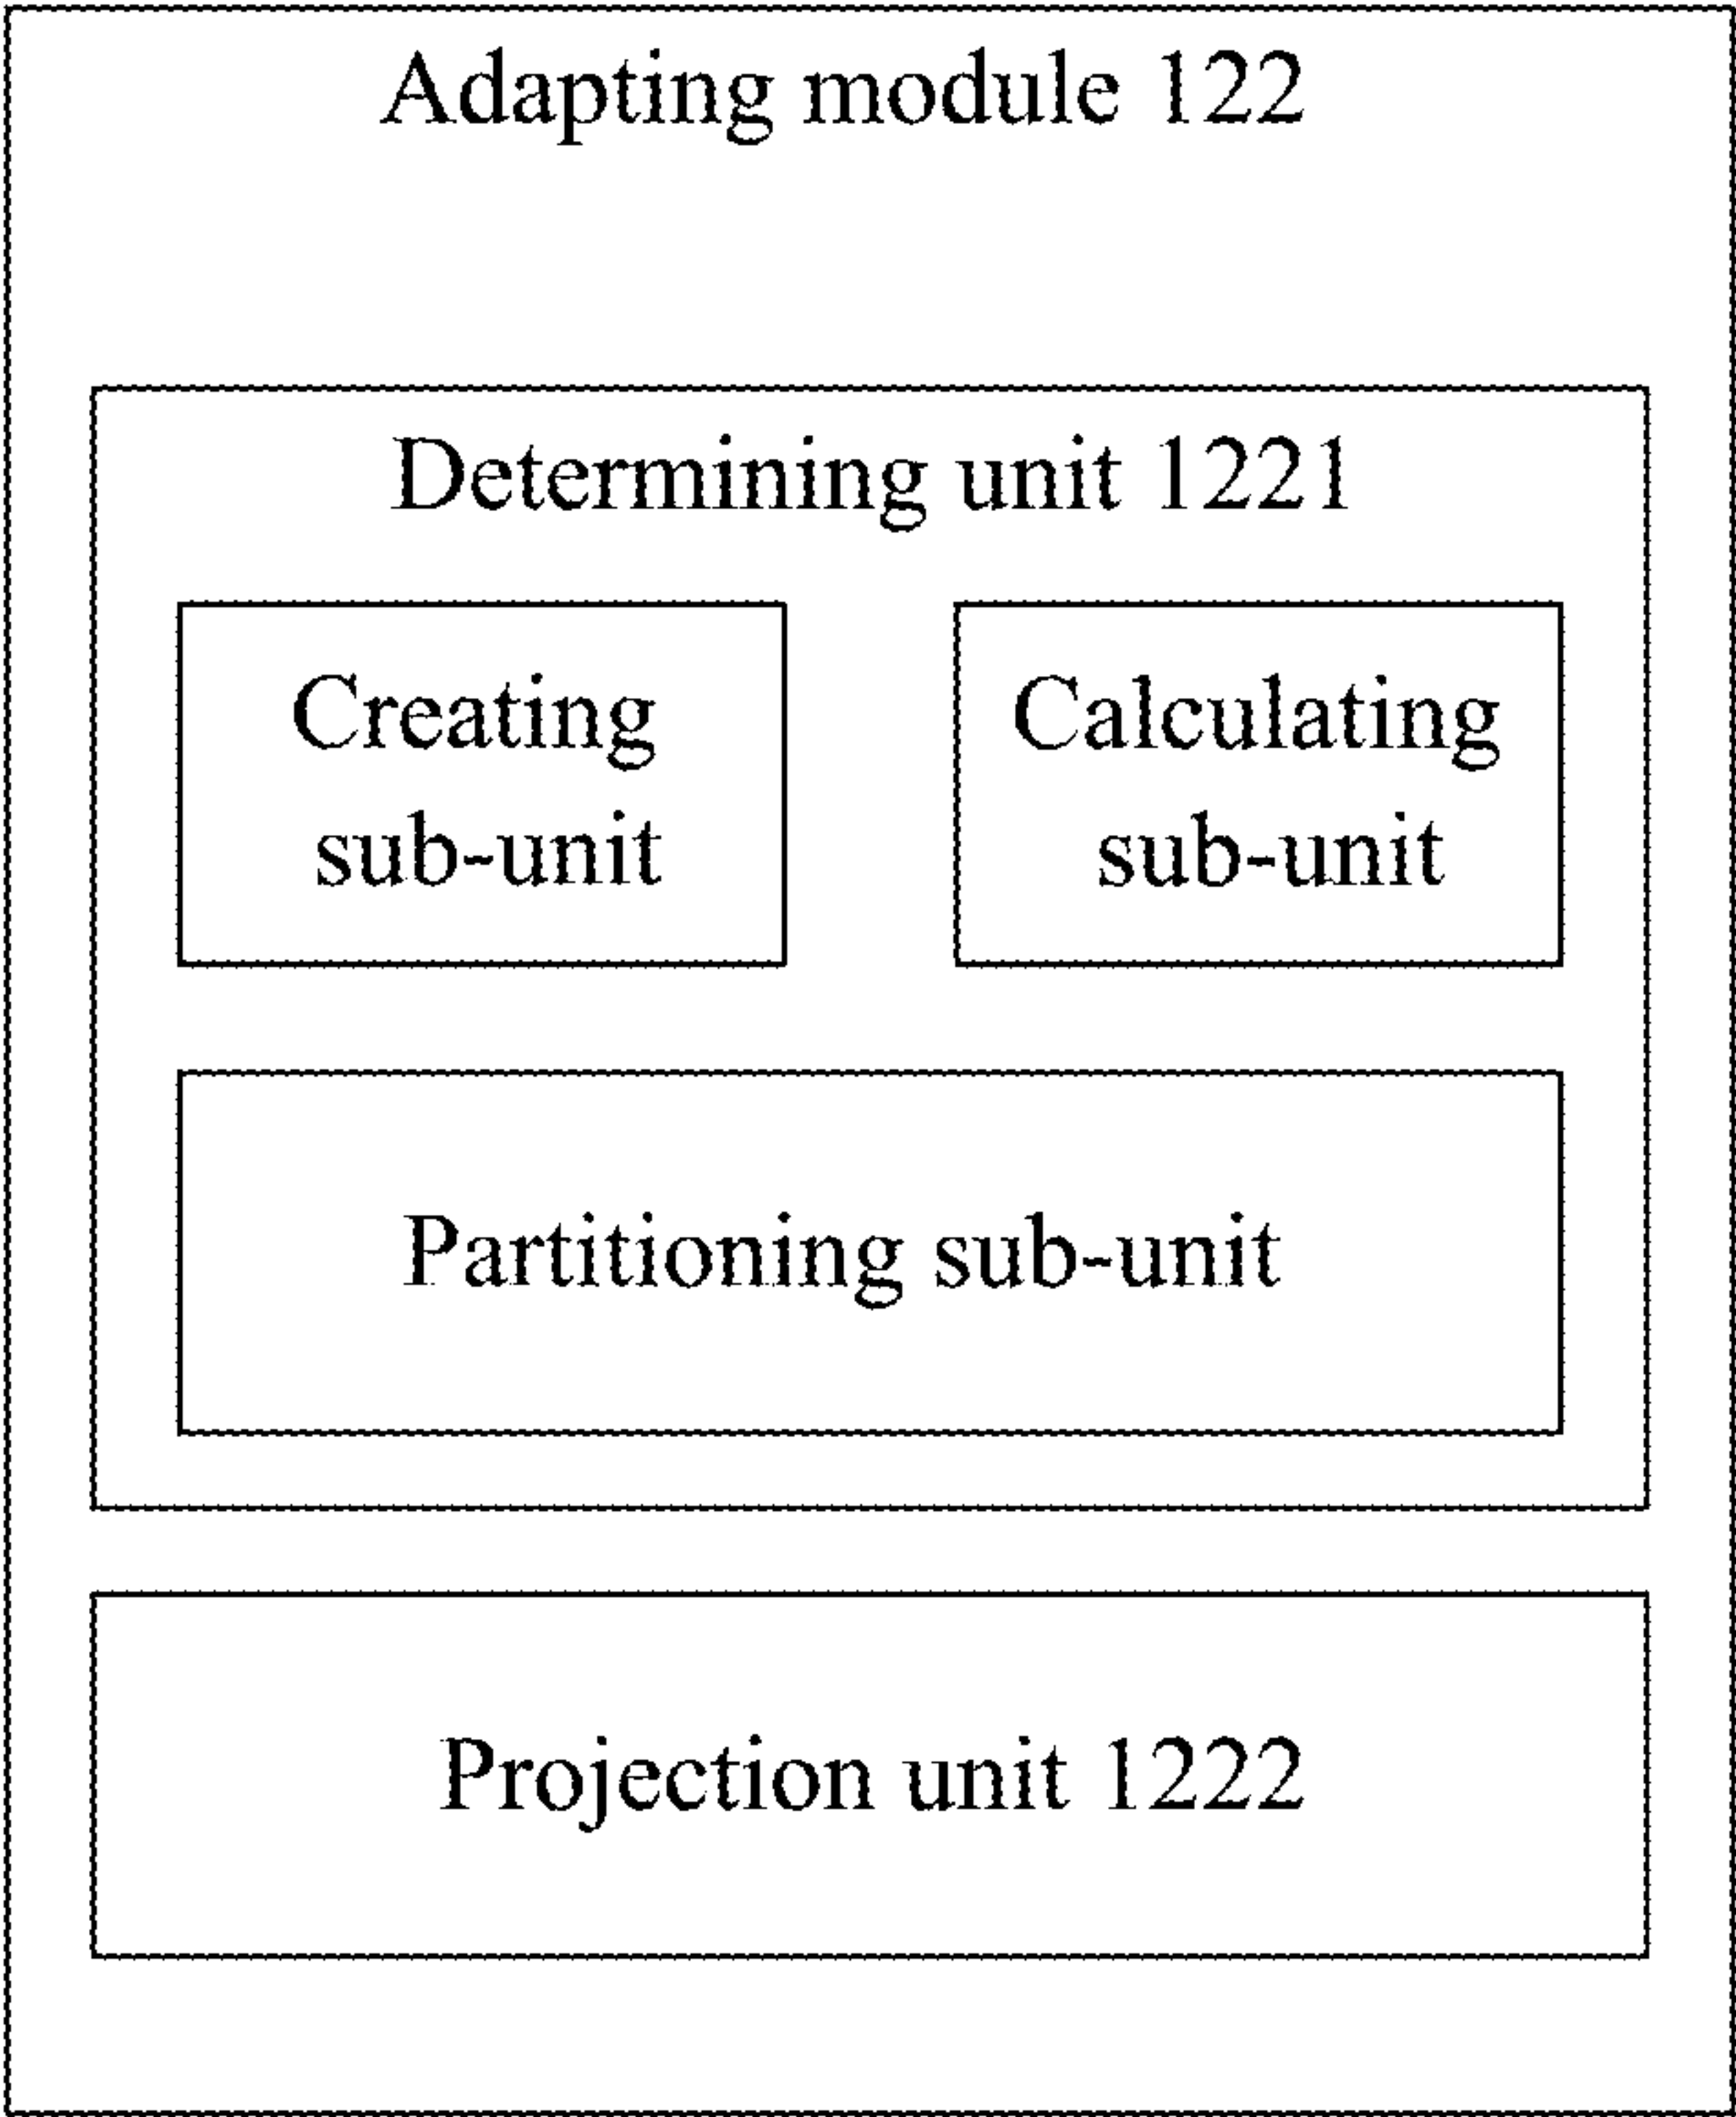 Adapting module 122
Determining unit 1221
Creating
sub-unit
Calculating
sub-unit
Partitioning sub-unit
Projection unit 1222